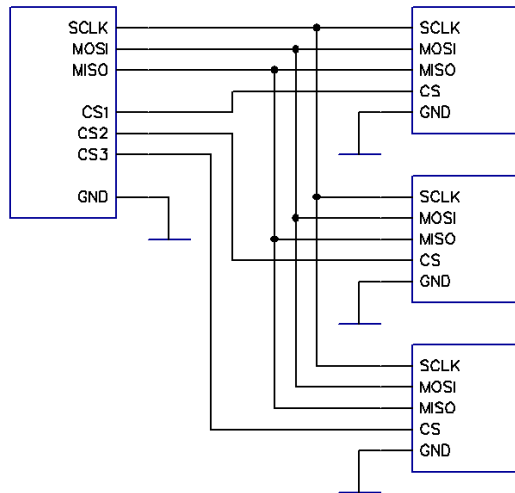 SCLK
MOSI
MISO
CS1
CS2
CS3
GND
SCLK
MOSI
MISO
CS
GND
SCLK
MOSI
MISO
CS
GND
SCLK
MOSI
MISO
CS
GND